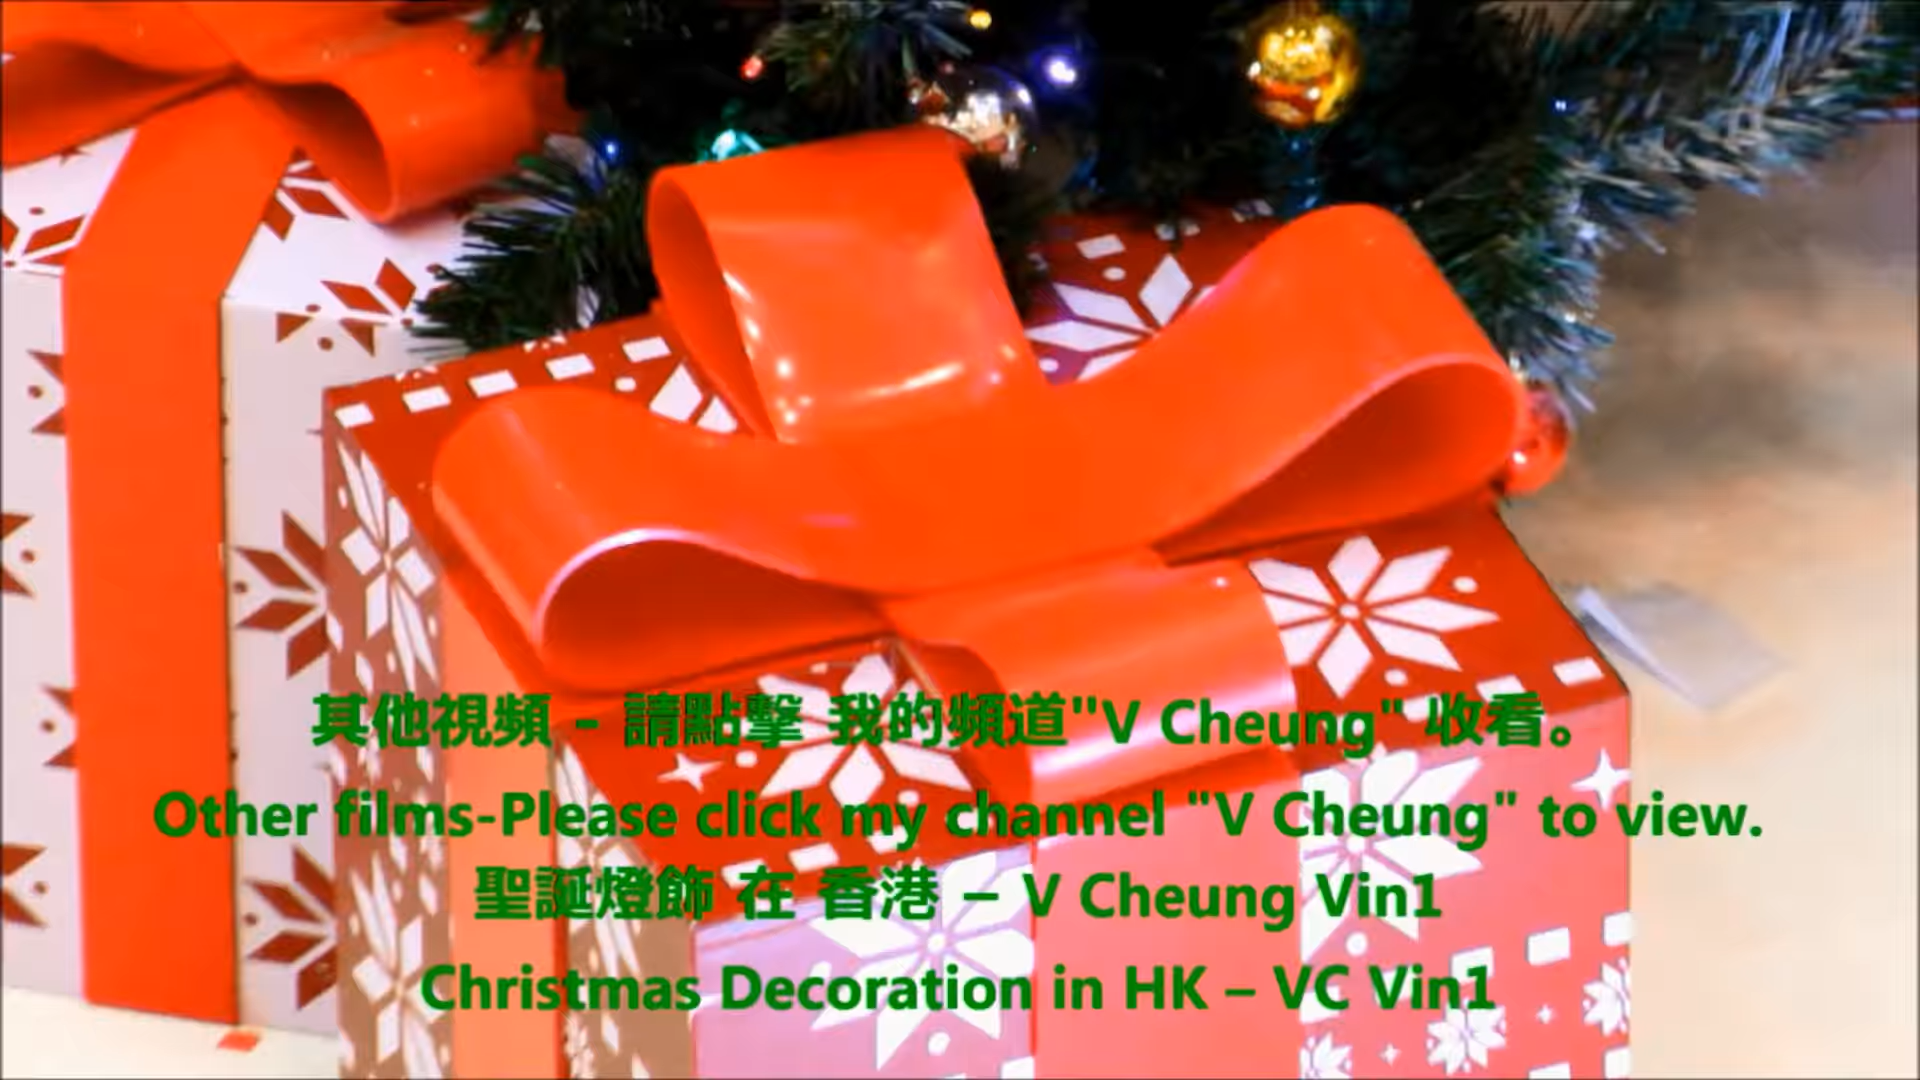 其他視頻 - 請點擊 我的頻道"V Cheung" 收看。
Other films-Please click my channel "V Cheung" to view.
聖誕燈飾 在 香港 – V Cheung Vin1
Christmas Decoration in HK – VC Vin1